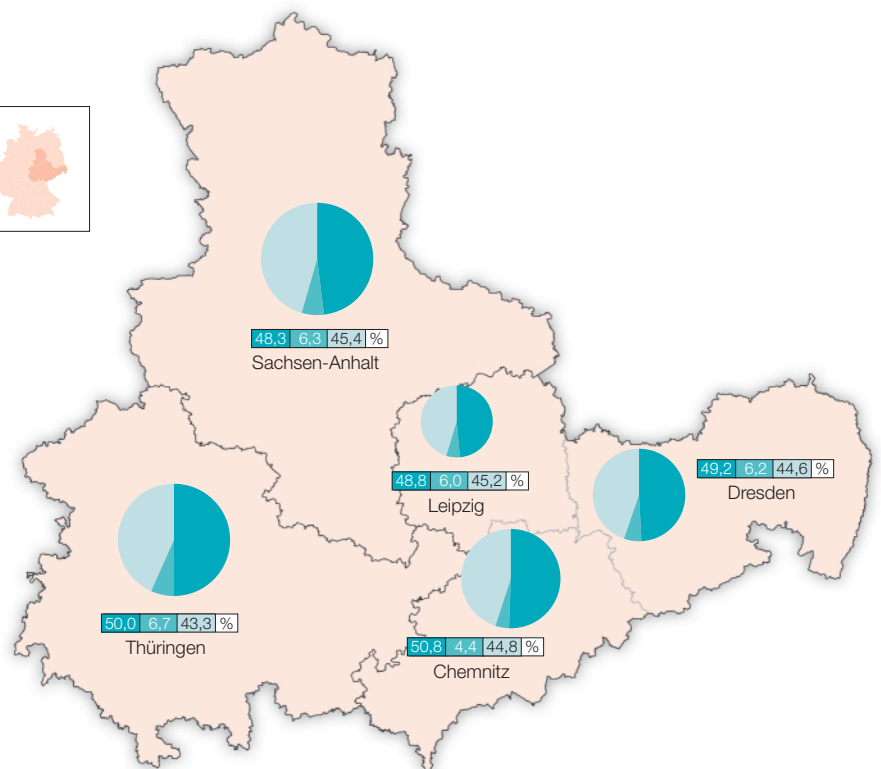 48,3 6,3 45,4 %
Sachsen-Anhalt
48,8 6,0 45,2 %
Leipzig
49,2 6,2 44,6 %
Dresden
50,0 6,7 43,3 %
Thüringen
50,8 4,4 44,8 %
Chemnitz